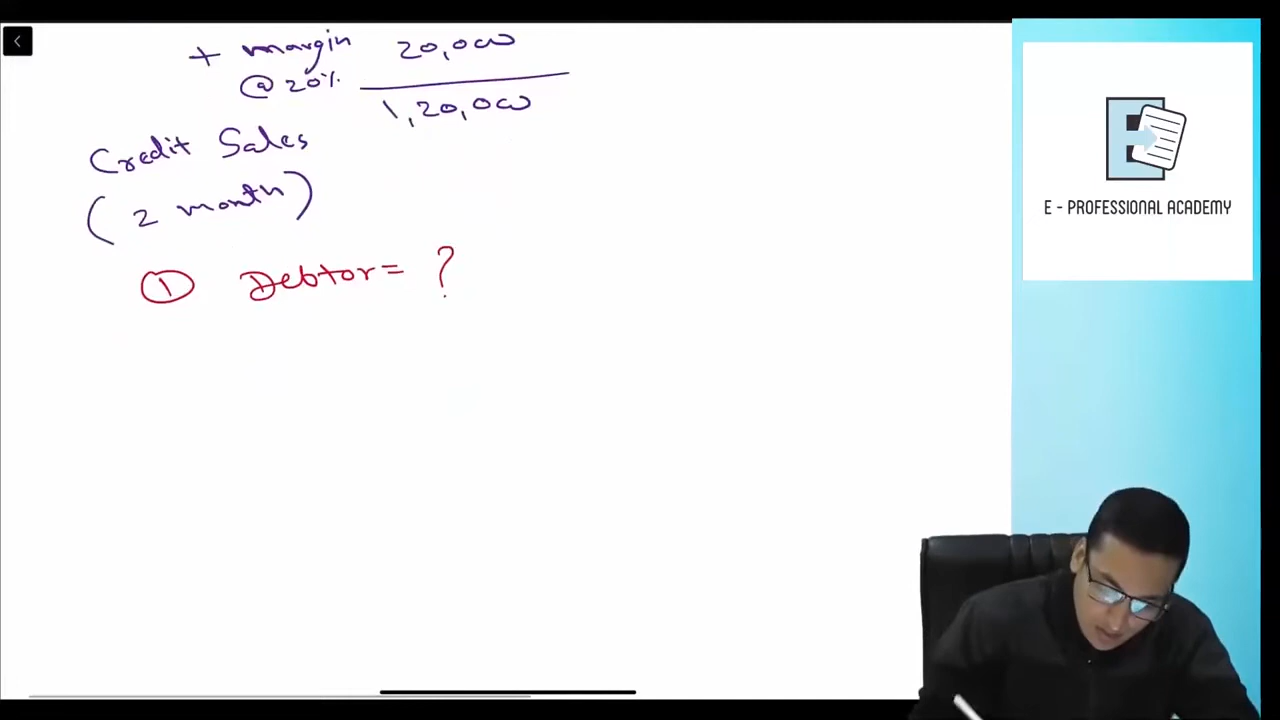 + margin 20,000
@ 20%
1,20,000
Credit Sales
(2 month)
① Debtor = ?
E - PROFESSIONAL ACADEMY